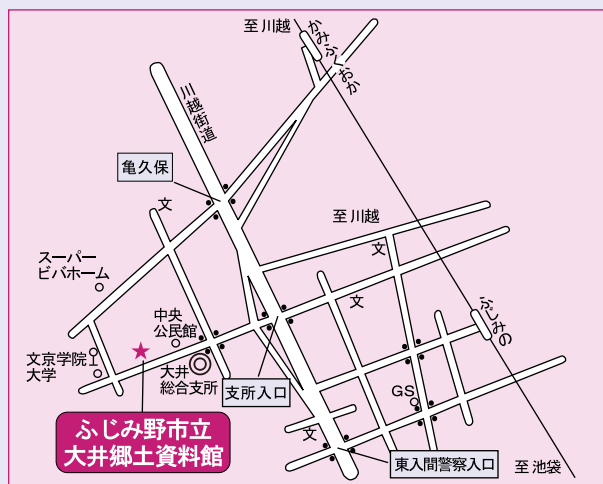 至川越
かみふくおか
川越街道
亀久保
文
至川越
文
スーパー
ビバホーム
文
ふじみの
中央
公民館
文京学院
大学
大井
総合支所
支所入口
GS
ふじみ野市立
大井郷土資料館
文
東入間警察入口
至池袋